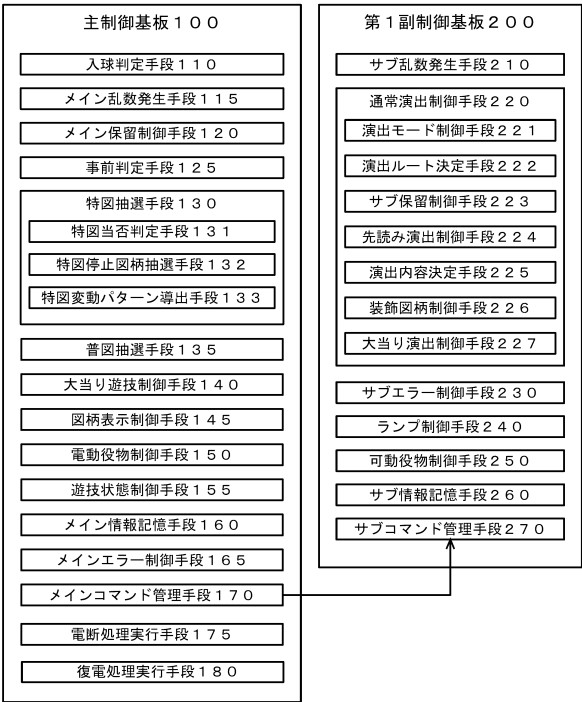 主制御基板１００
入球判定手段１１０
メイン乱数発生手段１１５
メイン保留制御手段１２０
事前判定手段１２５
特図抽選手段１３０
特図当否判定手段１３１
特図停止図柄抽選手段１３２
特図変動パターン導出手段１３３
普図抽選手段１３５
大当り遊技制御手段１４０
図柄表示制御手段１４５
電動役物制御手段１５０
遊技状態制御手段１５５
メイン情報記憶手段１６０
メインエラー制御手段１６５
メインコマンド管理手段１７０
電断処理実行手段１７５
復電処理実行手段１８０
第１副制御基板２００
サブ乱数発生手段２１０
通常演出制御手段２２０
演出モード制御手段２２１
演出ルート決定手段２２２
サブ保留制御手段２２３
先読み演出制御手段２２４
演出内容決定手段２２５
装飾図柄制御手段２２６
大当り演出制御手段２２７
サブエラー制御手段２３０
ランプ制御手段２４０
可動役物制御手段２５０
サブ情報記憶手段２６０
サブコマンド管理手段２７０